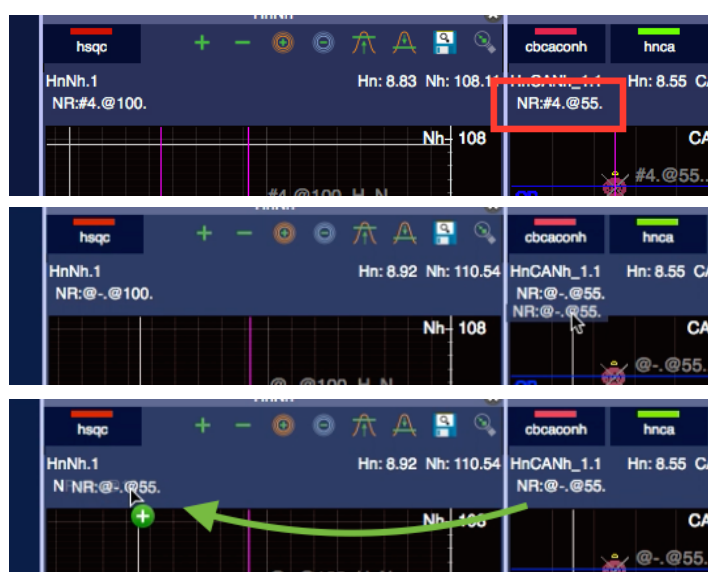 hsqc
cbcaconh
hnca
HnNh.1
Hn: 8.83 Nh: 108.11
HnCANh_1.1
Hn: 8.55
NR:#4.@100.
NR:#4.@55.
Nh
108
#4.@55..
hsqc
cbcaconh
hnca
HnNh.1
Hn: 8.92 Nh: 110.54
HnCANh_1.1
Hn: 8.55
NR:@-.@100.
NR:@-.@55.
NR:@-.@55.
Nh
108
@-.@55.
hsqc
cbcaconh
hnca
HnNh.1
Hn: 8.92 Nh: 110.54
HnCANh_1.1
Hn: 8.55
NR:@-.@55.
NR:@-.@55.
Nh
108
@-.@55.